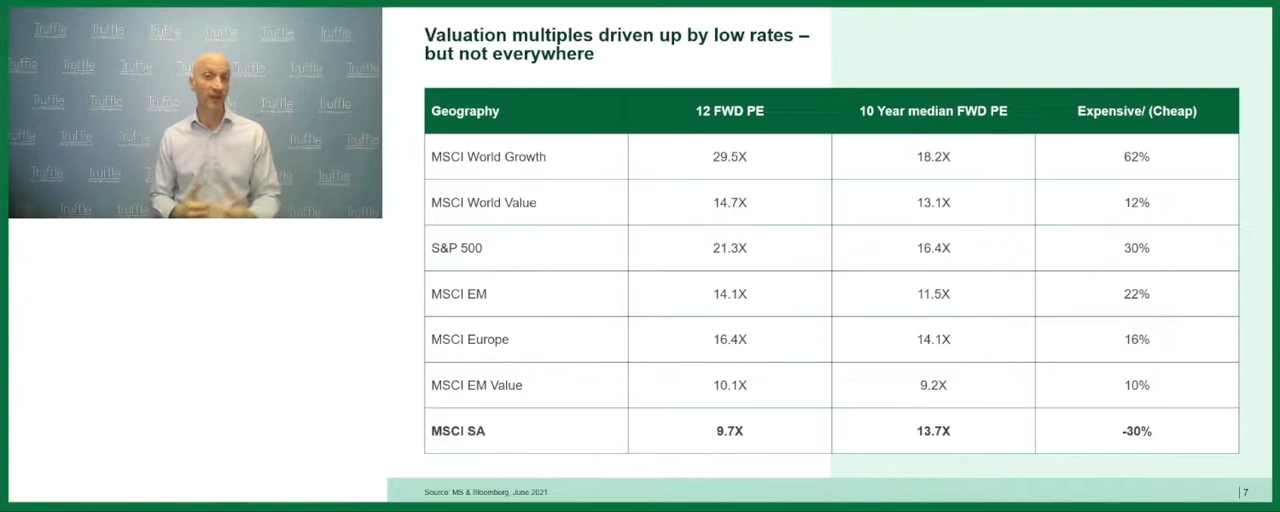 Truffle
Valuation multiples driven up by low rates –
but not everywhere
Geography 12 FWD PE 10 Year median FWD PE Expensive/ (Cheap)
MSCI World Growth 29.5X 18.2X 62%
MSCI World Value 14.7X 13.1X 12%
S&P 500 21.3X 16.4X 30%
MSCI EM 14.1X 11.5X 22%
MSCI Europe 16.4X 14.1X 16%
MSCI EM Value 10.1X 9.2X 10%
MSCI SA 9.7X 13.7X -30%
Source: MS & Bloomberg, June 2021
7